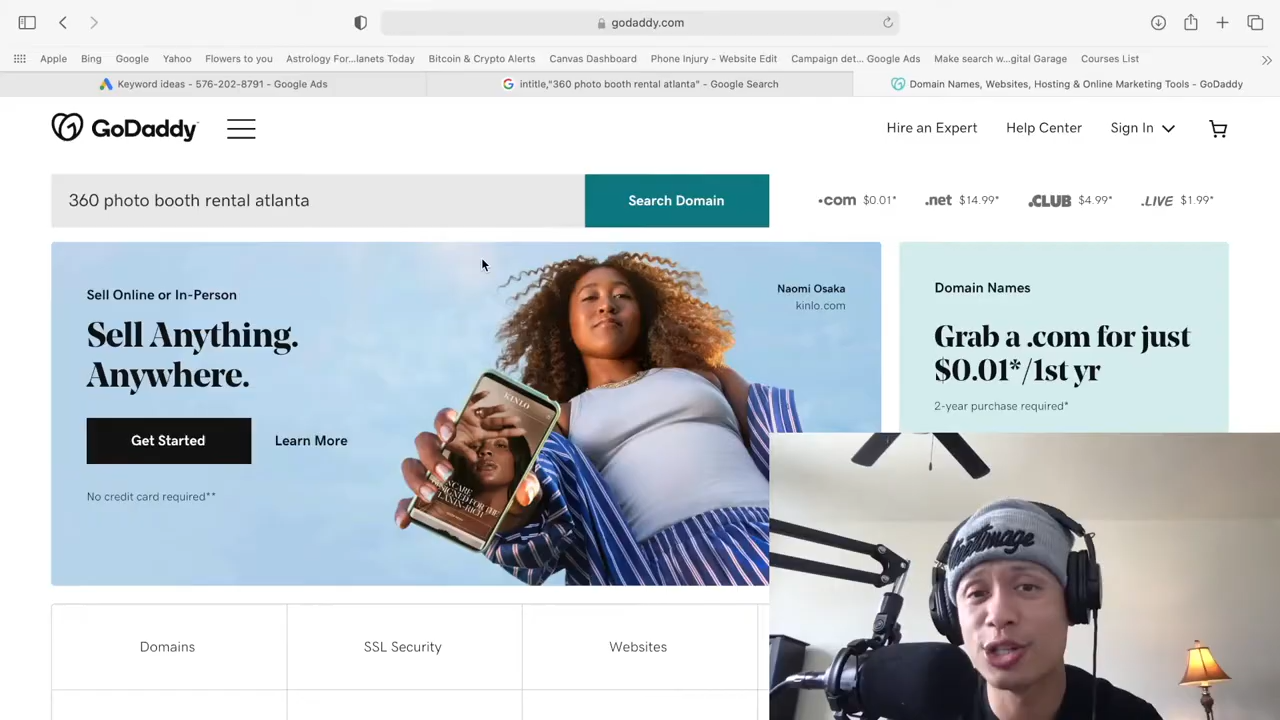 godaddy.com
Apple Bing Google Yahoo Flowers to you Astrology For...lanets Today Bitcoin & Crypto Alerts Canvas Dashboard Phone Injury - Website Edit Campaign det... Google Ads Make search w...gital Garage Courses List
Keyword ideas - 576-202-8791 - Google Ads
intitle,"360 photo booth rental atlanta" - Google Search
Domain Names, Websites, Hosting & Online Marketing Tools - GoDaddy
GoDaddy
Hire an Expert Help Center Sign In
360 photo booth rental atlanta
Search Domain
.com $0.01* .net $14.99* .CLUB $4.99* .LIVE $1.99*
Sell Online or In-Person
Sell Anything.
Anywhere.
Get Started Learn More
No credit card required**
Naomi Osaka
kinlo.com
KINLO
Domain Names
Grab a .com for just
$0.01*/1st yr
2-year purchase required*
Domains SSL Security Websites